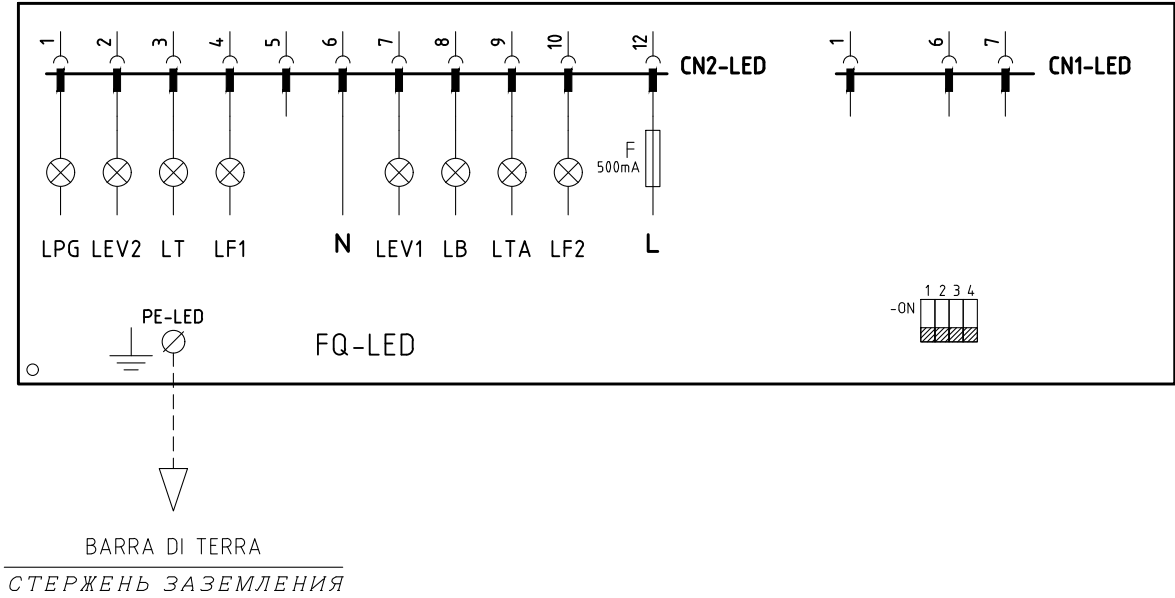 1 2 3 4 5 6 7 8 9 10 12 CN2-LED 1 6 7 CN1-LED
F
500mA
LPG LEV2 LT LF1 N LEV1 LB LTA LF2 L
1 2 3 4
-ON
PE-LED
FQ-LED
BARRA DI TERRA
СТЕРЖЕНЬ ЗАЗЕМЛЕНИЯ